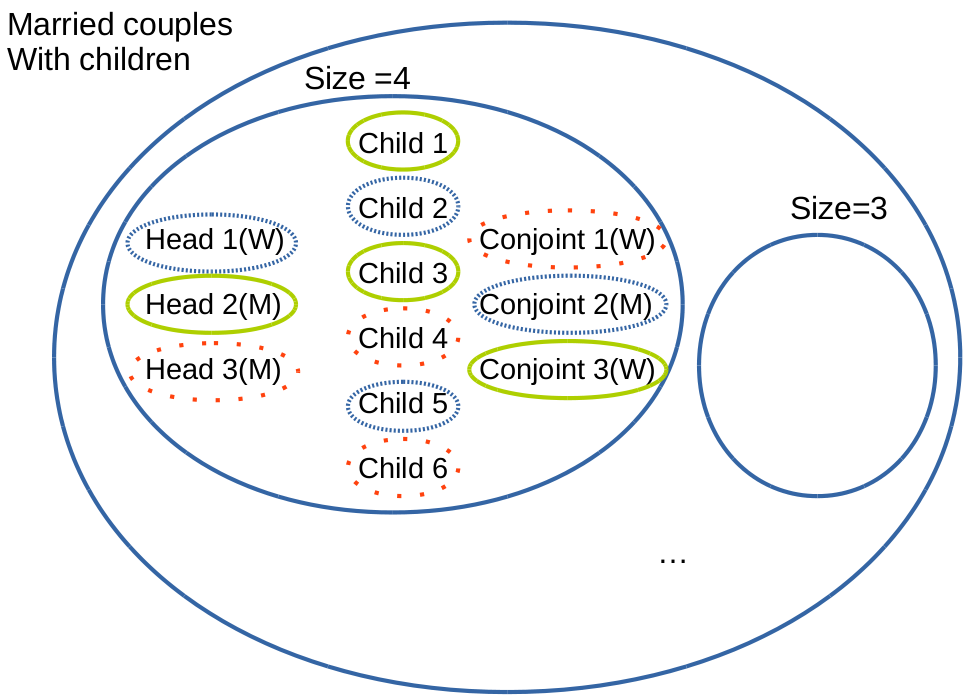 Married couples
With children
Size =4
Child 1
Child 2
Child 3
Child 4
Child 5
Child 6
Head 1(W)
Head 2(M)
Head 3(M)
Conjoint 1(W)
Conjoint 2(M)
Conjoint 3(W)
Size=3
...